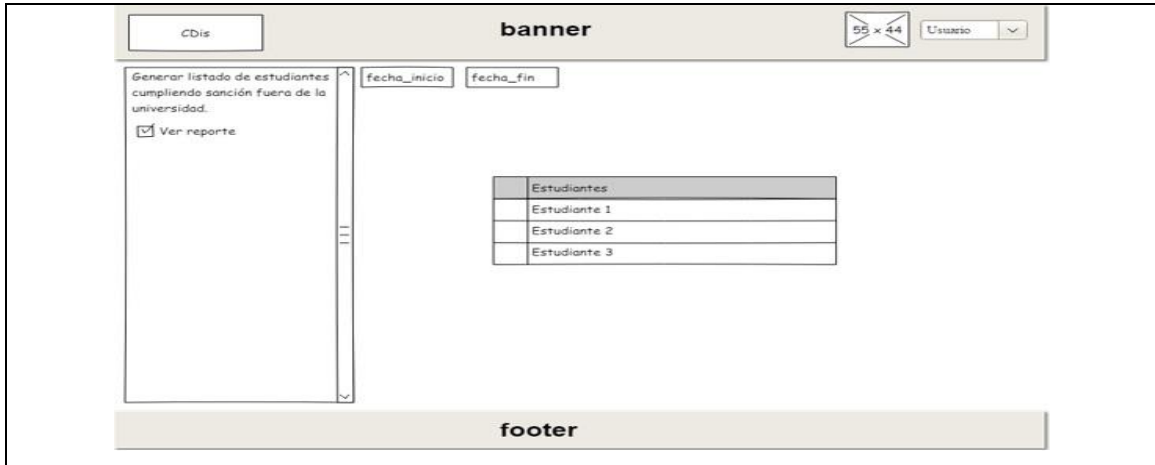 CDis
banner
55 x 44
Usuario
Generar listado de estudiantes
cumpliendo sanción fuera de la
universidad.
Ver reporte
fecha_inicio
fecha_fin
Estudiantes
Estudiante 1
Estudiante 2
Estudiante 3
footer